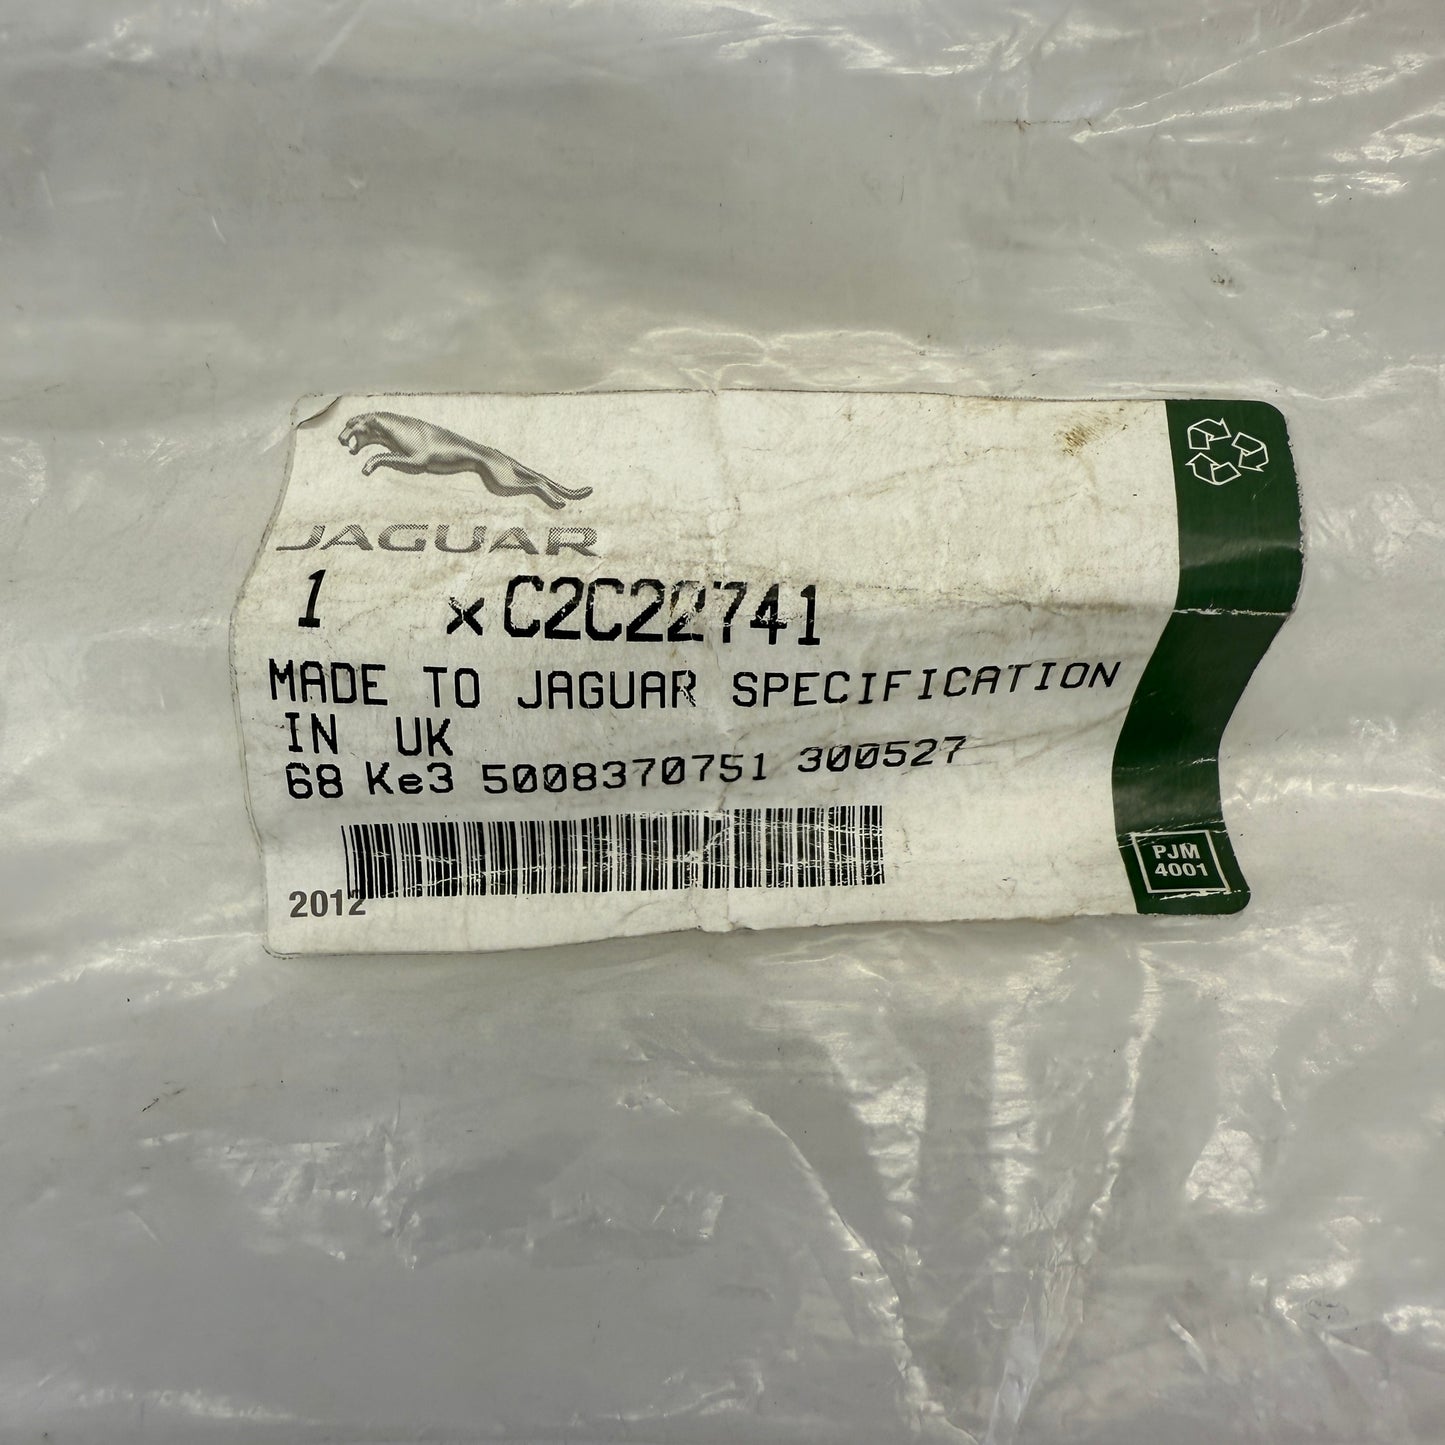 JAGUAR
1 x C2C22741
MADE TO JAGUAR SPECIFICATION
IN UK
68 Ke3 5008370751 300527
2012
PJM
4001